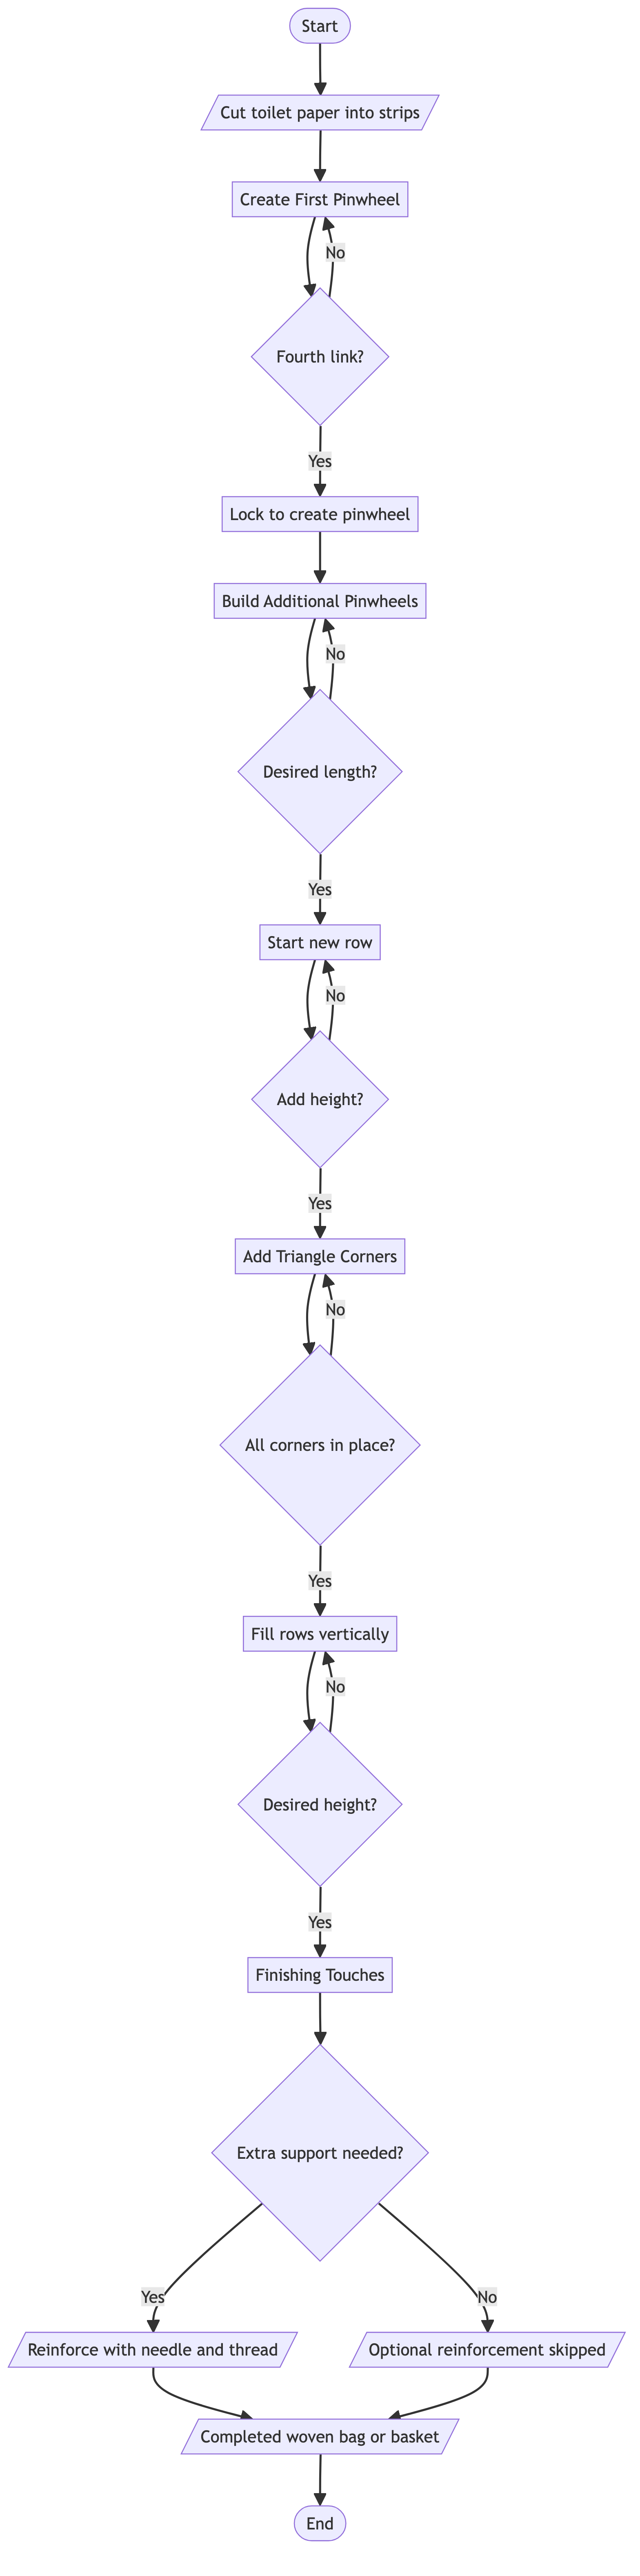 Start
Cut toilet paper into strips
Create First Pinwheel
No
Fourth link?
Yes
Lock to create pinwheel
Build Additional Pinwheels
No
Desired length?
Yes
Start new row
No
Add height?
Yes
Add Triangle Corners
No
All corners in place?
Yes
Fill rows vertically
No
Desired height?
Yes
Finishing Touches
Extra support needed?
Yes
No
Reinforce with needle and thread
Optional reinforcement skipped
Completed woven bag or basket
End